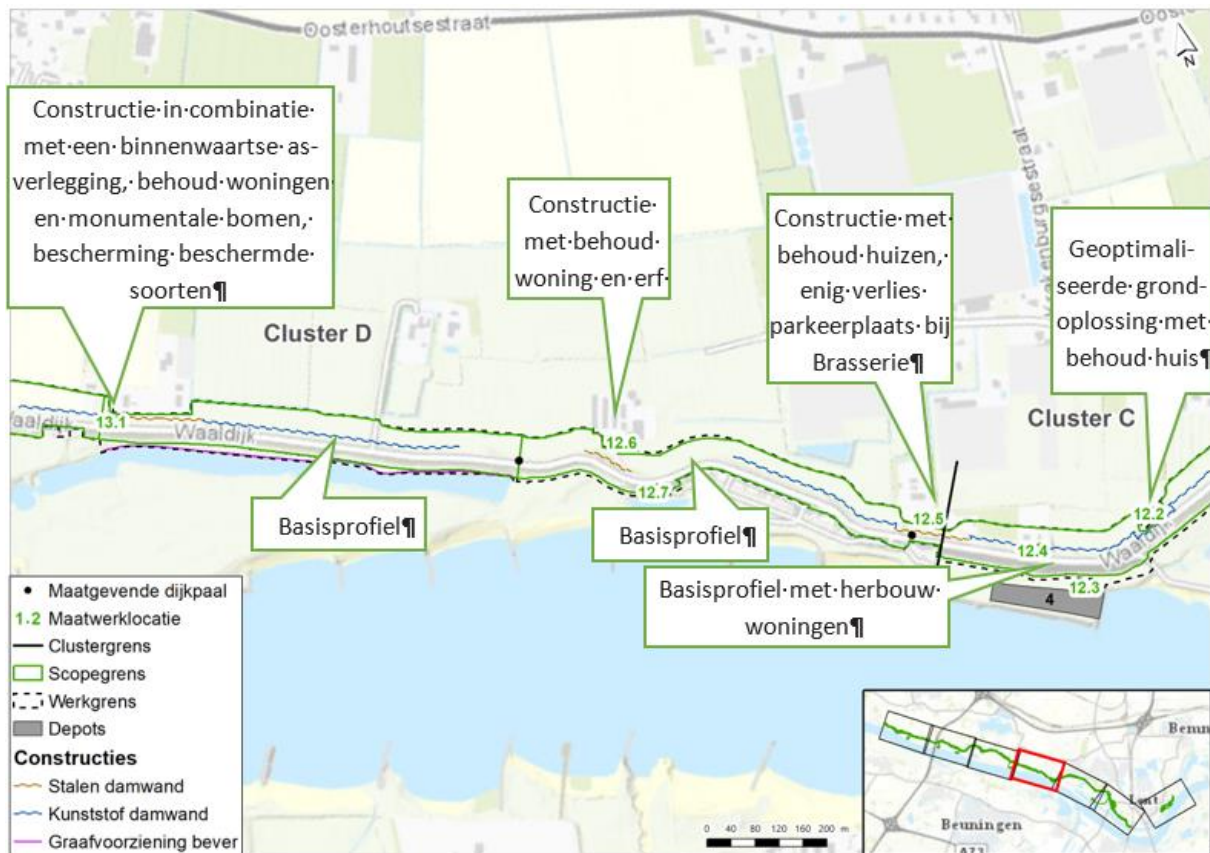 Oosterhoutsestraat
Constructie·in·combinatie·
met·een·binnenwaartse·as-
verlegging,·behoud·woningen·
en·monumentale·bomen,·
bescherming·beschermde·
soorten¶
Constructie·
met·behoud·
woning·en·erf·
Constructie·met·
behoud·huizen,·
enig·verlies·
parkeerplaats·bij·
Brasserie¶
Geoptimali-
seerde·grond-
oplossing·met·
behoud·huis¶
Cluster D
Cluster C
13.1
Waaldijk
Waaldijk
12.6
12.7
12.5
12.4
12.2
Waaldijk
12.3
4
Basisprofiel¶
Basisprofiel¶
Basisprofiel·met·herbouw·
woningen¶
Maatgevende dijkpaal
1.2 Maatwerklocatie
Clustergrens
Scopegrens
Werkgrens
Depots
Constructies
Stalen damwand
Kunststof damwand
Graafvoorziening bever
0 40 80 120 160 200 m
N
Bemm
Lent
Beuningen
A73